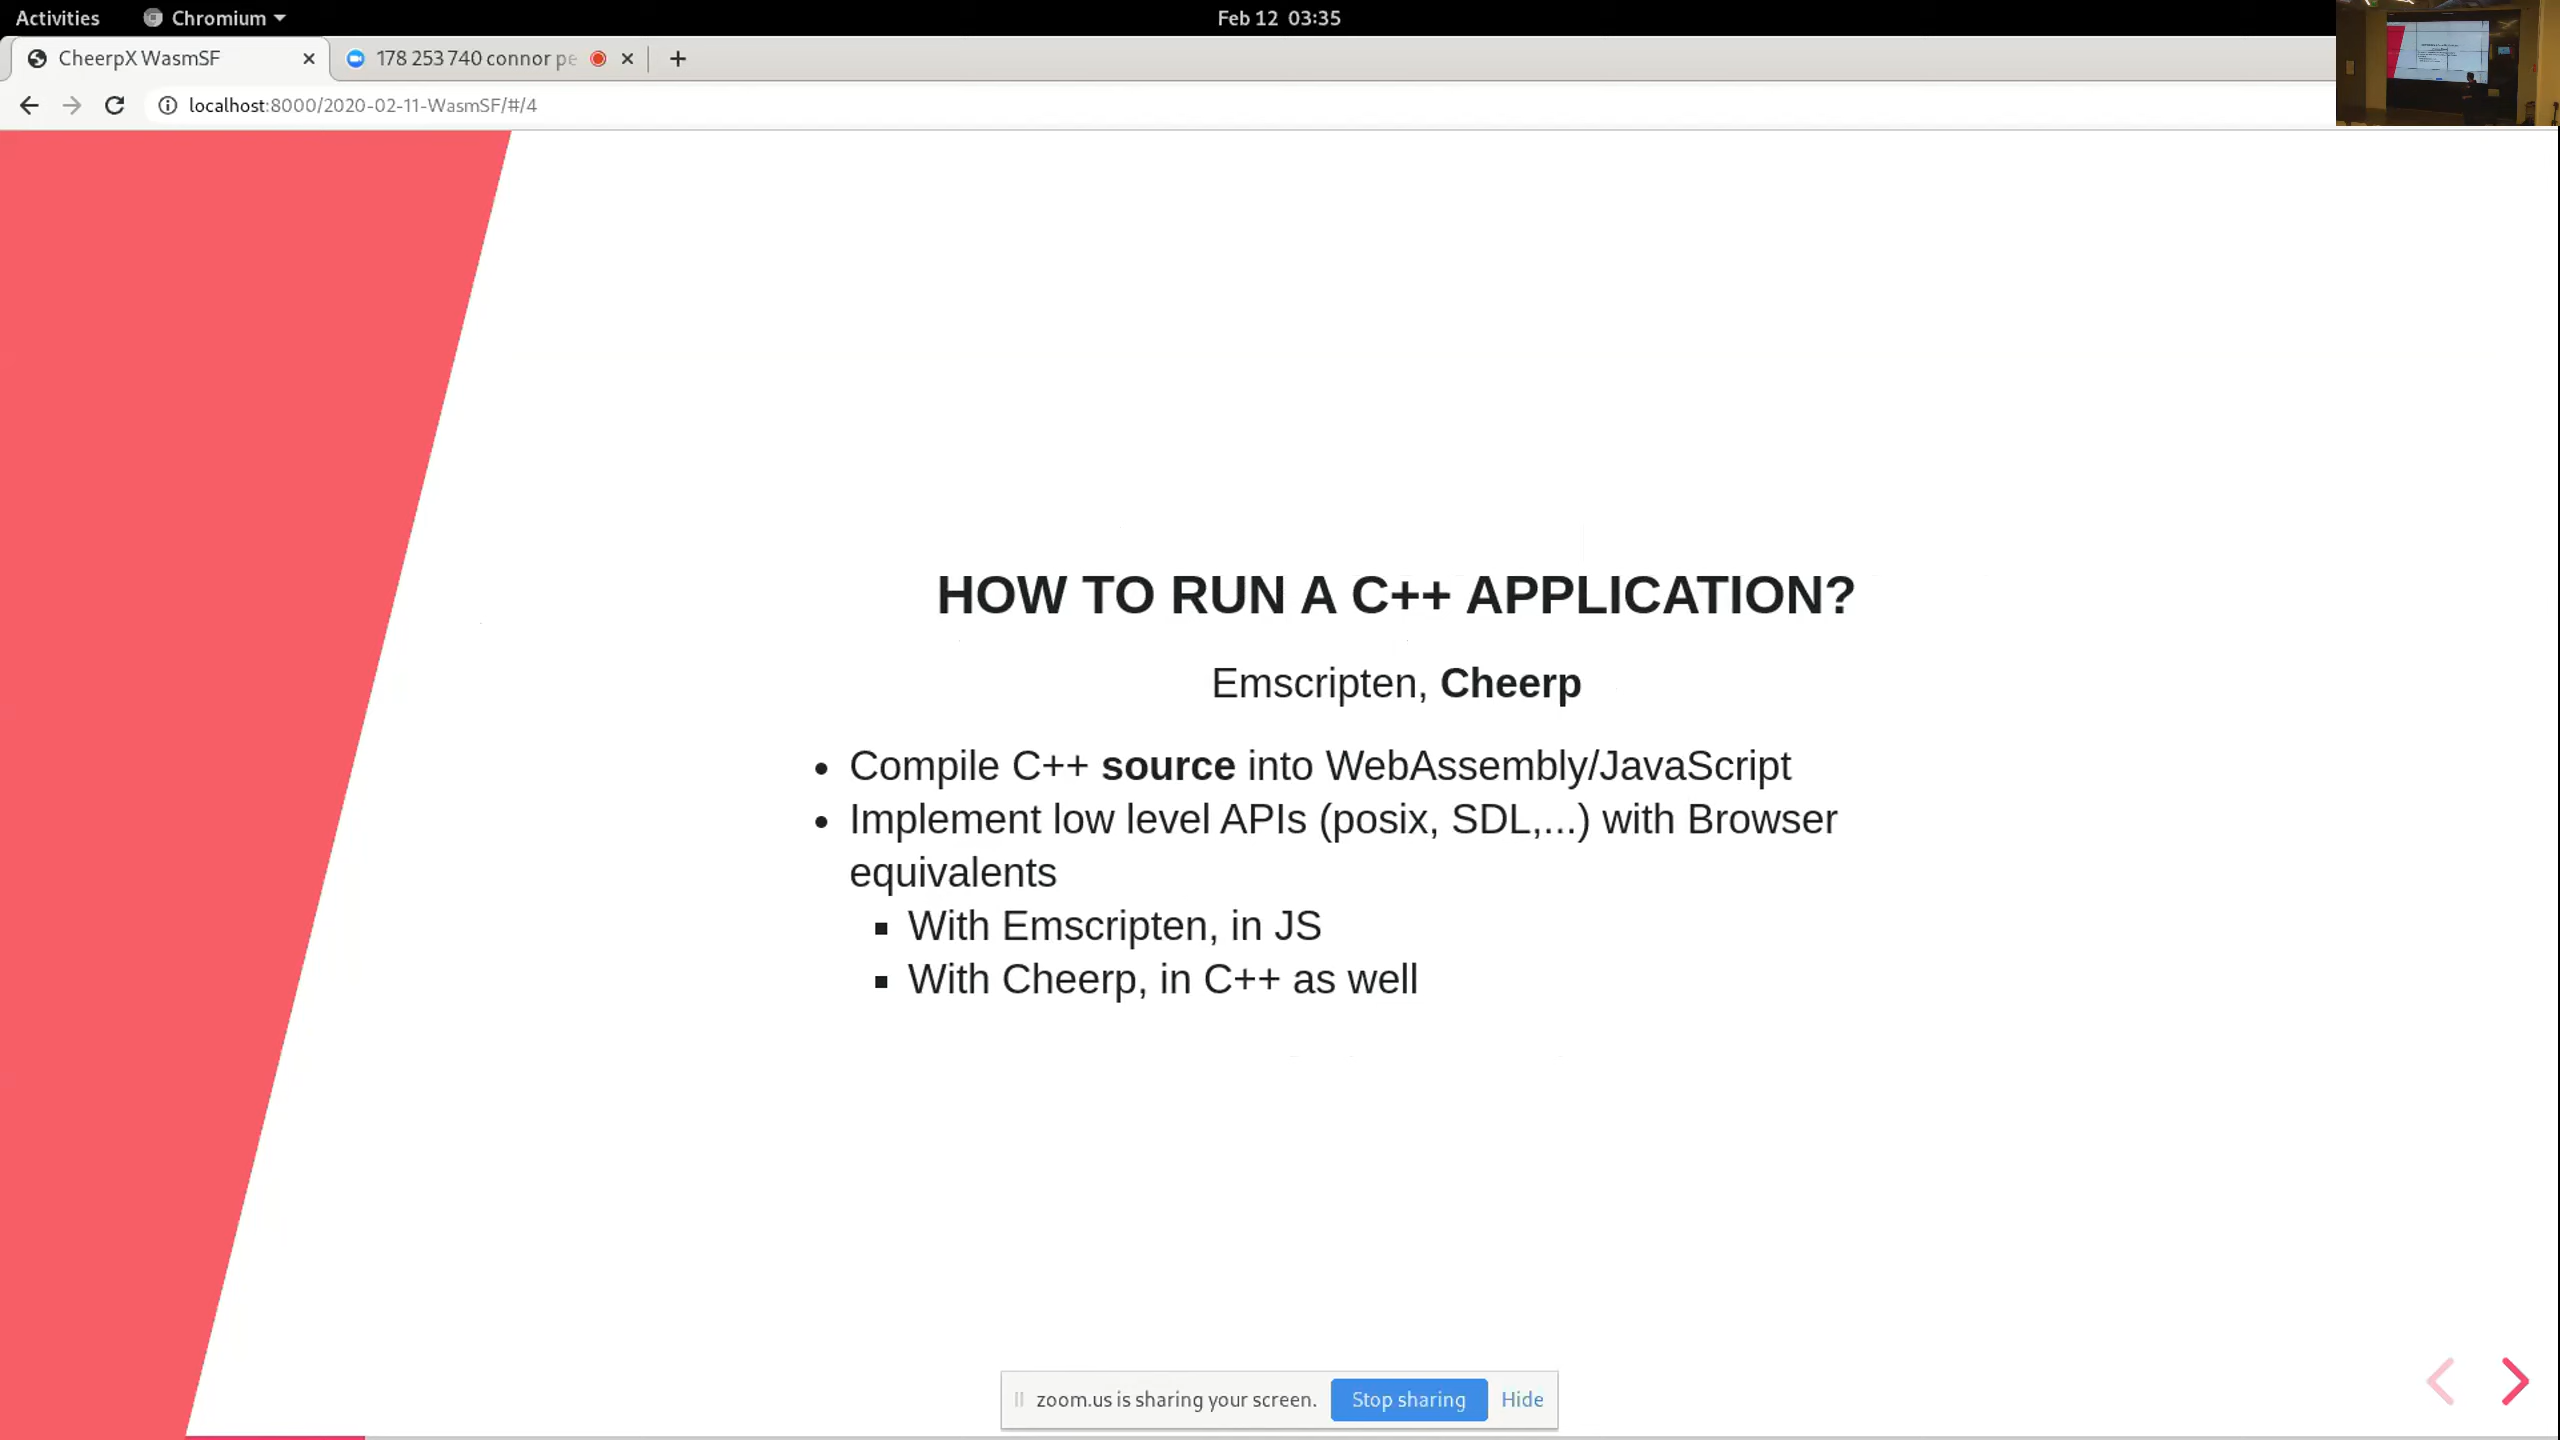 Activities
Chromium
Feb 12 03:35
CheerpX WasmSF
178 253 740 connor pe
localhost:8000/2020-02-11-WasmSF/#/4
HOW TO RUN A C++ APPLICATION?
Emscripten, Cheerp
Compile C++ source into WebAssembly/JavaScript
Implement low level APIs (posix, SDL,...) with Browser
equivalents
With Emscripten, in JS
With Cheerp, in C++ as well
zoom.us is sharing your screen.
Stop sharing
Hide